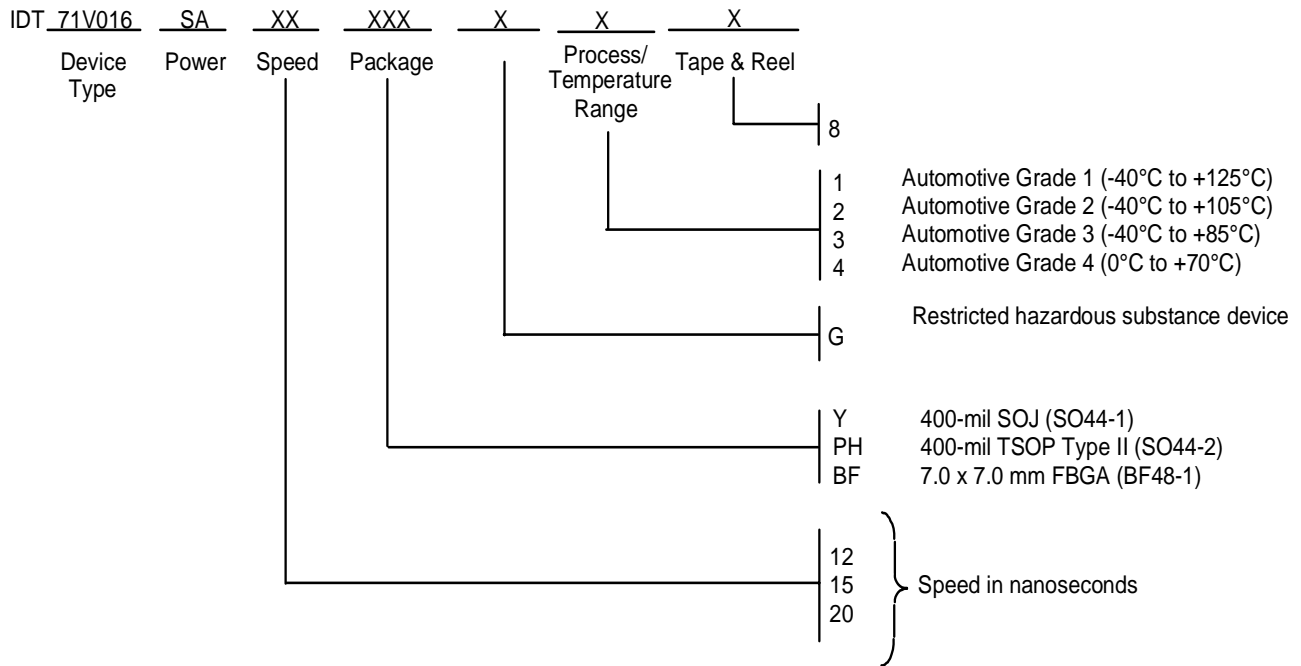 IDT 71V016 SA XX XXX X X X
Device Type
Power
Speed
Package
Process/
Temperature
Range
Tape & Reel
8
1 Automotive Grade 1 (-40°C to +125°C)
2 Automotive Grade 2 (-40°C to +105°C)
3 Automotive Grade 3 (-40°C to +85°C)
4 Automotive Grade 4 (0°C to +70°C)
G Restricted hazardous substance device
Y 400-mil SOJ (SO44-1)
PH 400-mil TSOP Type II (SO44-2)
BF 7.0 x 7.0 mm FBGA (BF48-1)
12
15
20
Speed in nanoseconds